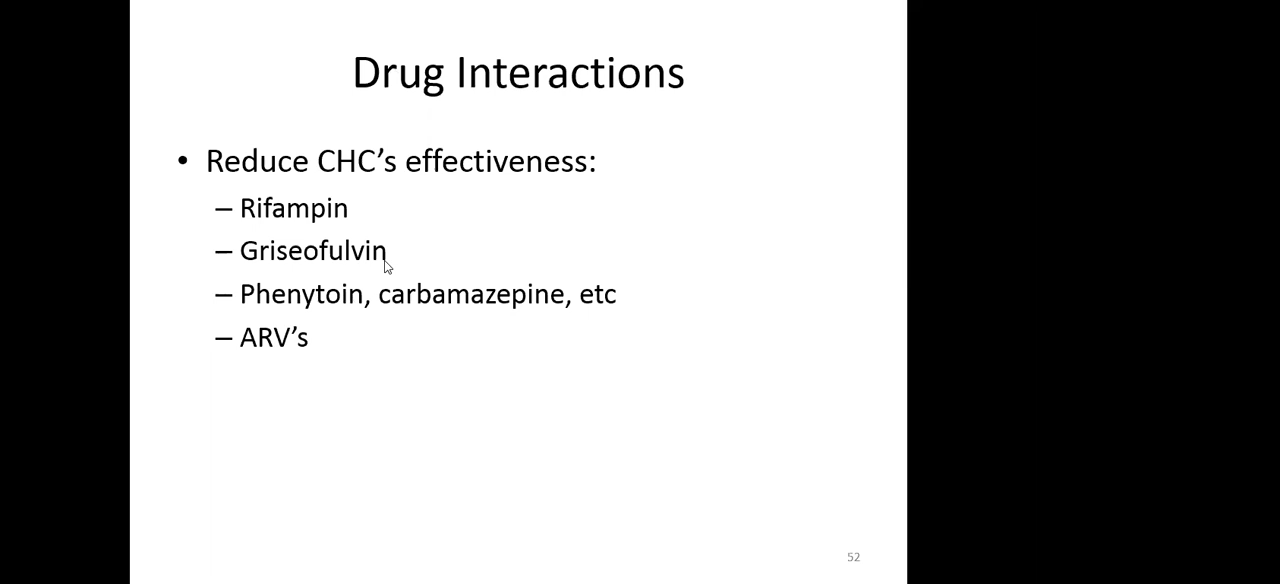 Drug Interactions
• Reduce CHC’s effectiveness:
– Rifampin
– Griseofulvin
– Phenytoin, carbamazepine, etc
– ARV’s
52